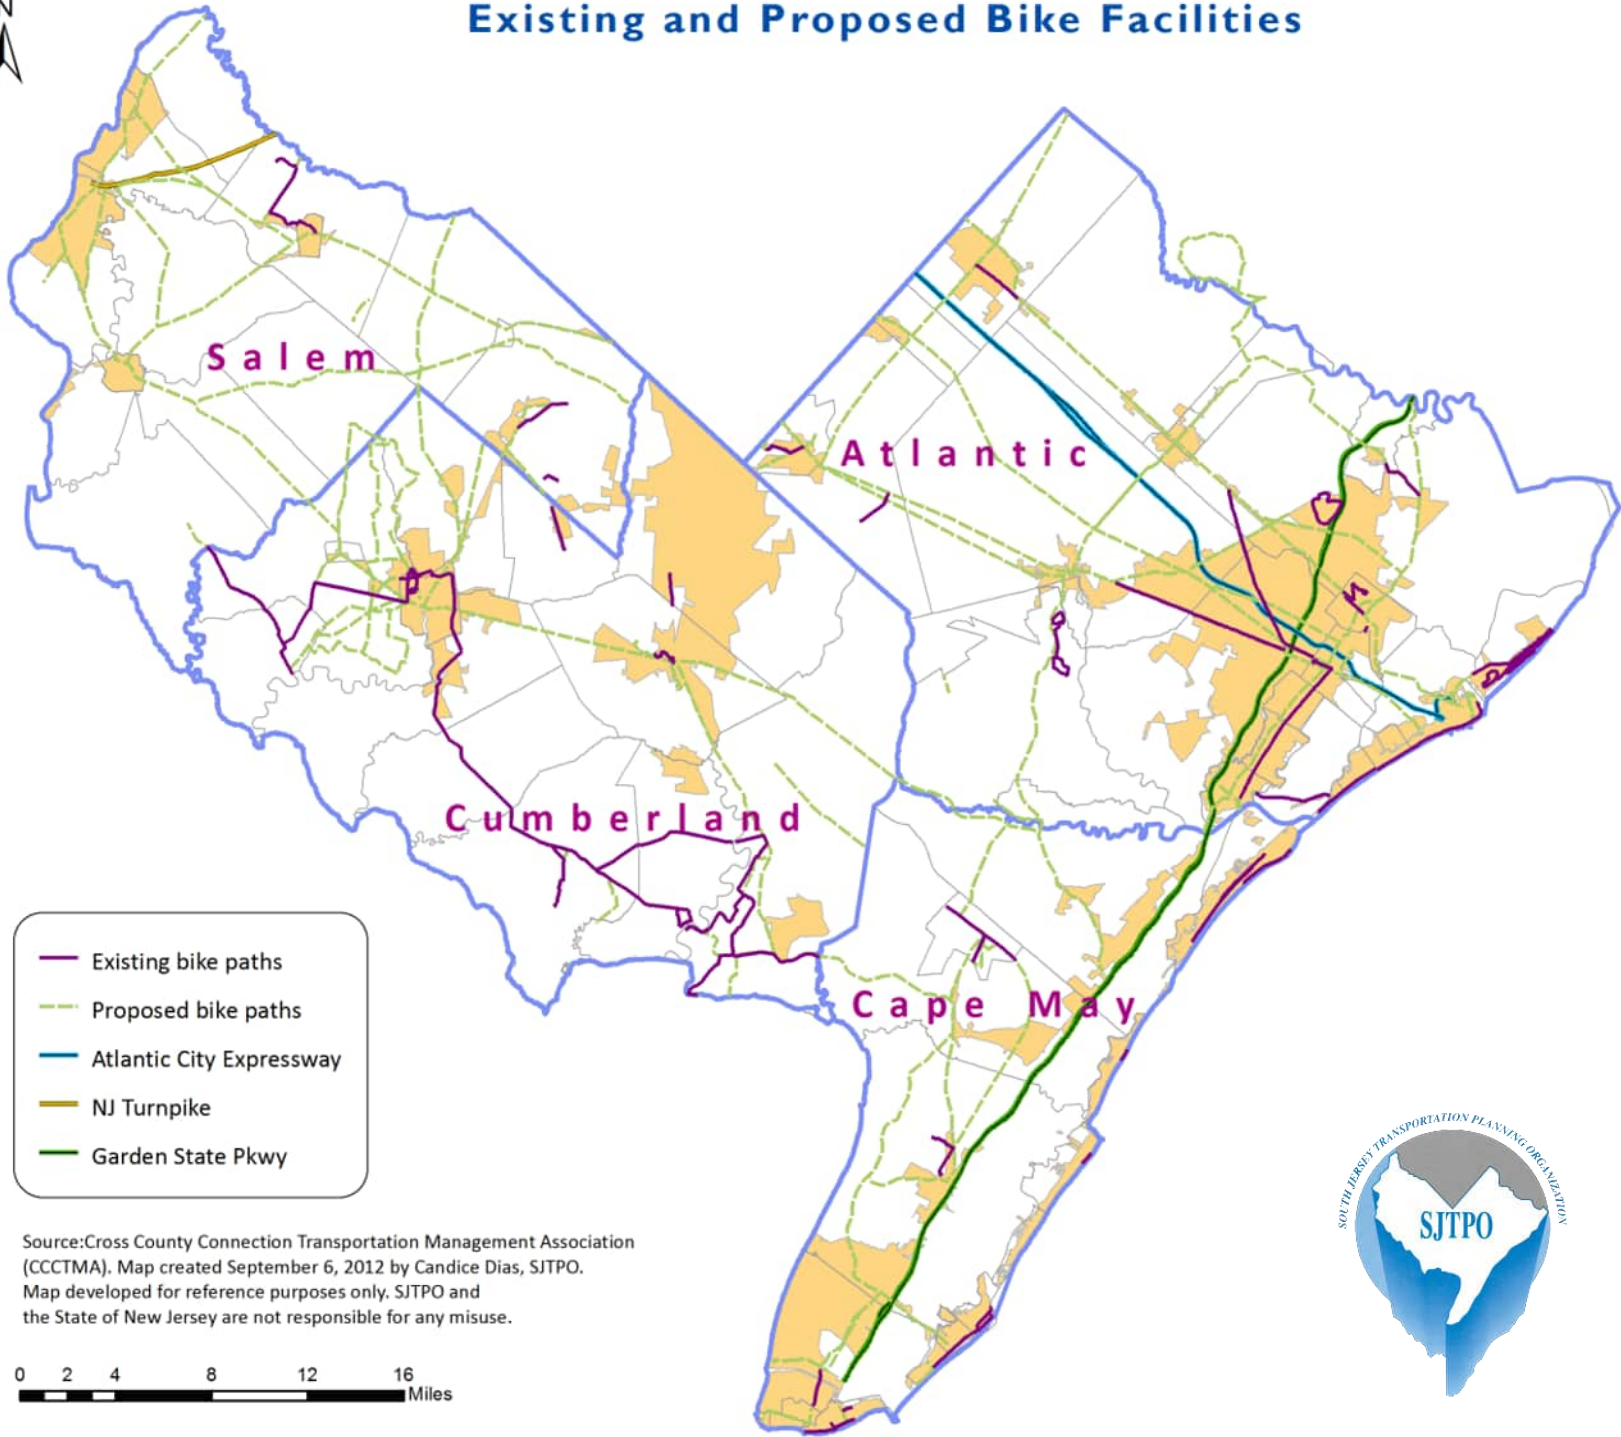 N
Existing and Proposed Bike Facilities
Salem
Atlantic
Cumberland
Cape May
Existing bike paths
Proposed bike paths
Atlantic City Expressway
NJ Turnpike
Garden State Pkwy
Source:Cross County Connection Transportation Management Association
(CCCTMA). Map created September 6, 2012 by Candice Dias, SJTPO.
Map developed for reference purposes only. SJTPO and
the State of New Jersey are not responsible for any misuse.
0 2 4 8 12 16
Miles
SOUTH JERSEY TRANSPORTATION PLANNING ORGANIZATION
SJTPO